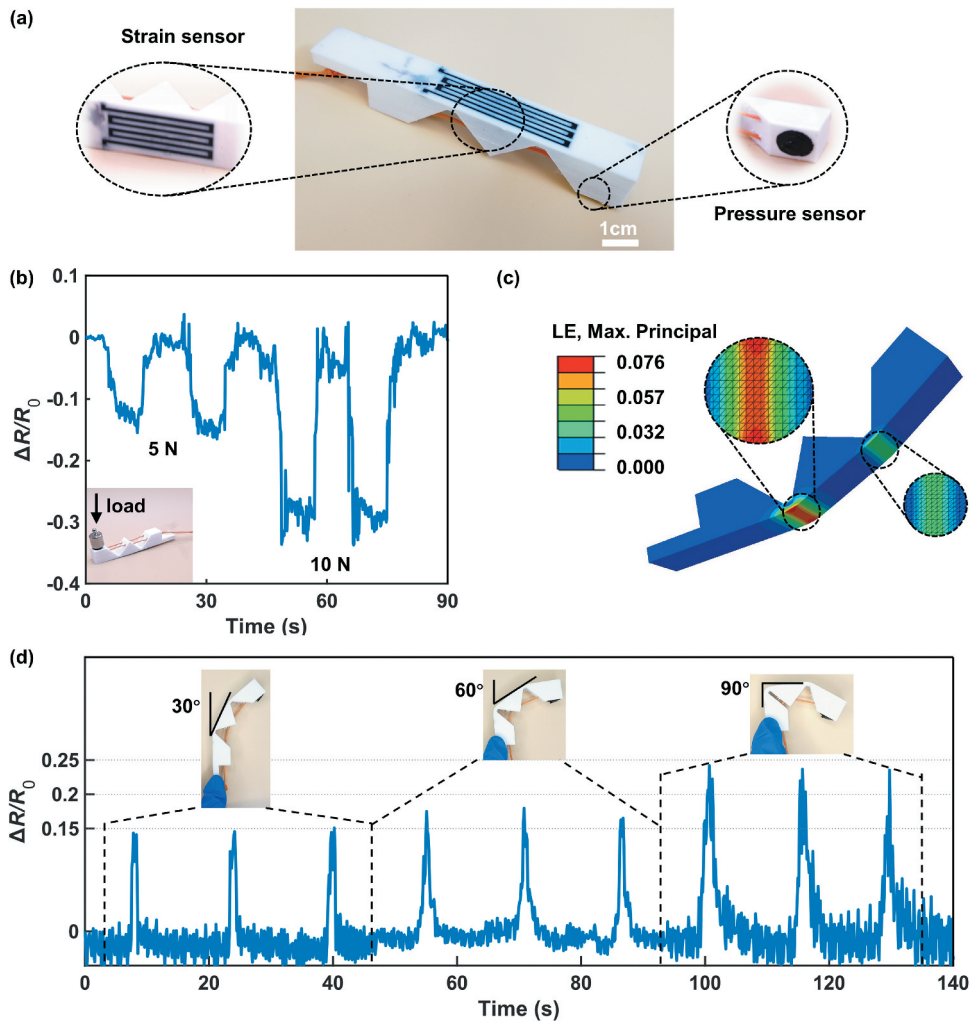 (a)
Strain sensor
Pressure sensor
1cm
(b)
ΔR/R0
0.1
0
-0.1
-0.2
-0.3
-0.4
5 N
10 N
load
0
30
60
90
Time (s)
(c)
LE, Max. Principal
0.076
0.057
0.032
0.000
(d)
ΔR/R0
0.25
0.2
0.15
0
30°
60°
90°
0
20
40
60
80
100
120
140
Time (s)